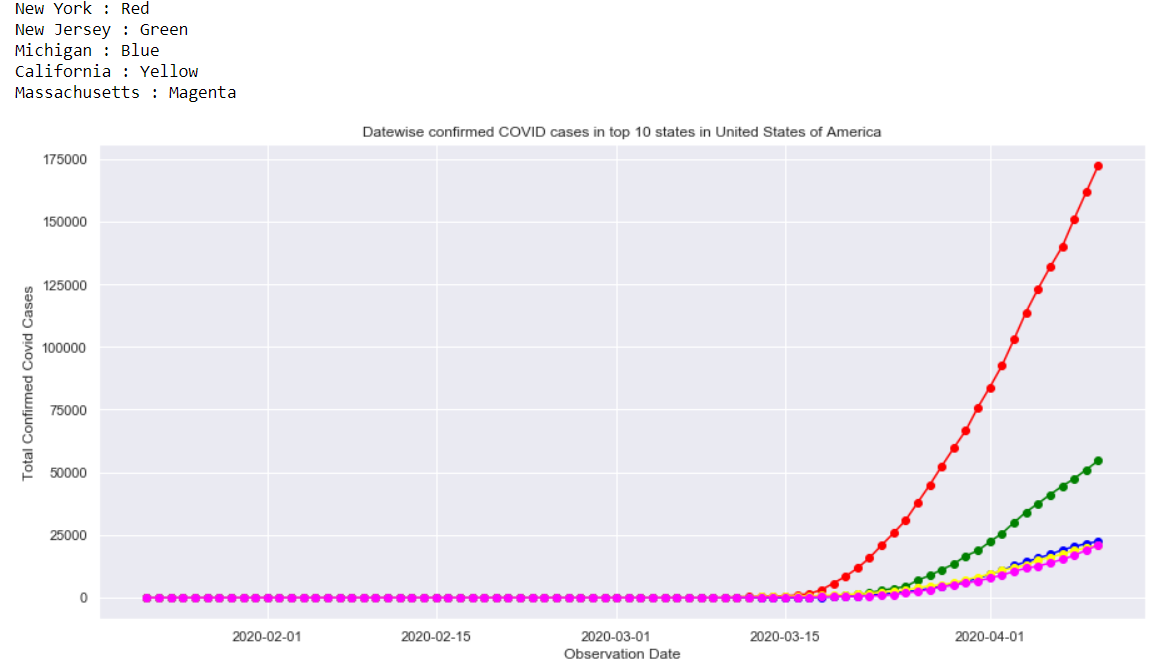 New York : Red
New Jersey : Green
Michigan : Blue
California : Yellow
Massachusetts : Magenta
Datewise confirmed COVID cases in top 10 states in United States of America
175000
150000
125000
100000
75000
50000
25000
0
Total Confirmed Covid Cases
2020-02-01
2020-02-15
2020-03-01
2020-03-15
2020-04-01
Observation Date